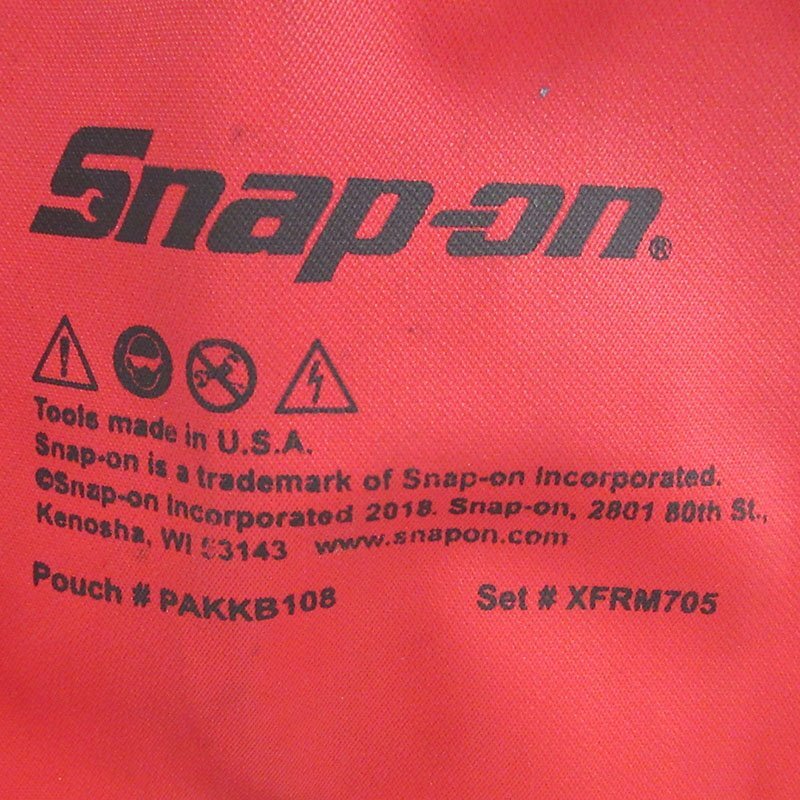 Snap-on®
Tools made in U.S.A.
Snap-on is a trademark of Snap-on Incorporated.
©Snap-on Incorporated 2018. Snap-on, 2801 80th St.,
Kenosha, WI 53143 www.snapon.com
Pouch # PAKKB108 Set # XFRM705